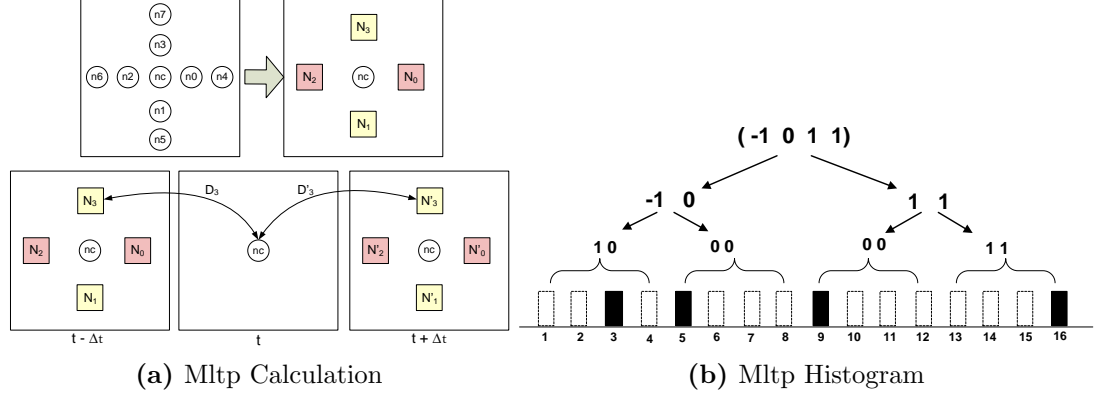 n7
n3
n6 n2 nc n0 n4
n1
n5
N3
N2 nc N0
N1
N3 D3 D'3 N'3
N2 nc N0 nc N'2 nc N'0
N1 N'1
t - Δt t t + Δt
(a) Mltp Calculation
( -1 0 1 1)
-1 0 1 1
1 0 0 0 0 0 1 1
1 2 3 4 5 6 7 8 9 10 11 12 13 14 15 16
(b) Mltp Histogram